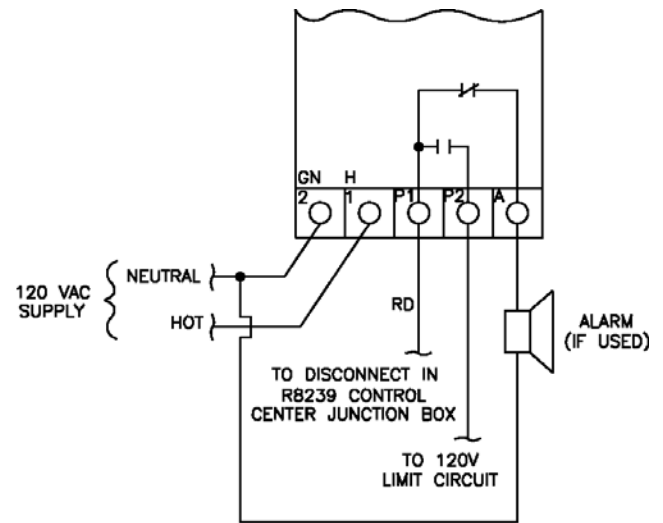 GN H
2 1 P1 P2 A
NEUTRAL
120 VAC
SUPPLY
HOT
RD
ALARM
(IF USED)
TO DISCONNECT IN
R8239 CONTROL
CENTER JUNCTION BOX
TO 120V
LIMIT CIRCUIT